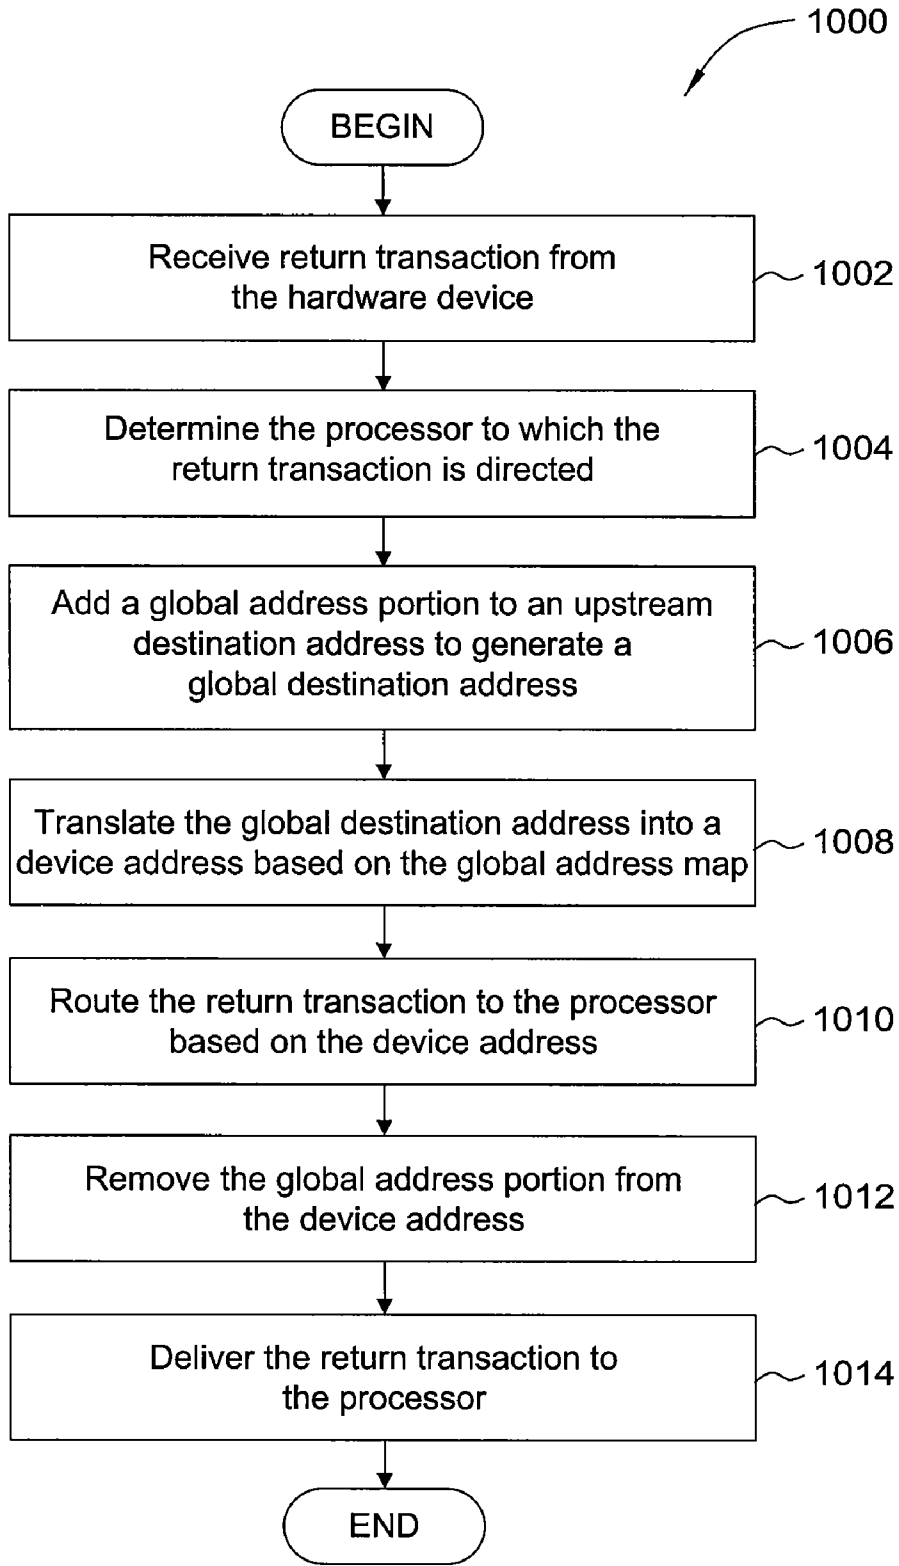 1000
BEGIN
Receive return transaction from
the hardware device
1002
Determine the processor to which the
return transaction is directed
1004
Add a global address portion to an upstream
destination address to generate a
global destination address
1006
Translate the global destination address into a
device address based on the global address map
1008
Route the return transaction to the processor
based on the device address
1010
Remove the global address portion from
the device address
1012
Deliver the return transaction to
the processor
1014
END